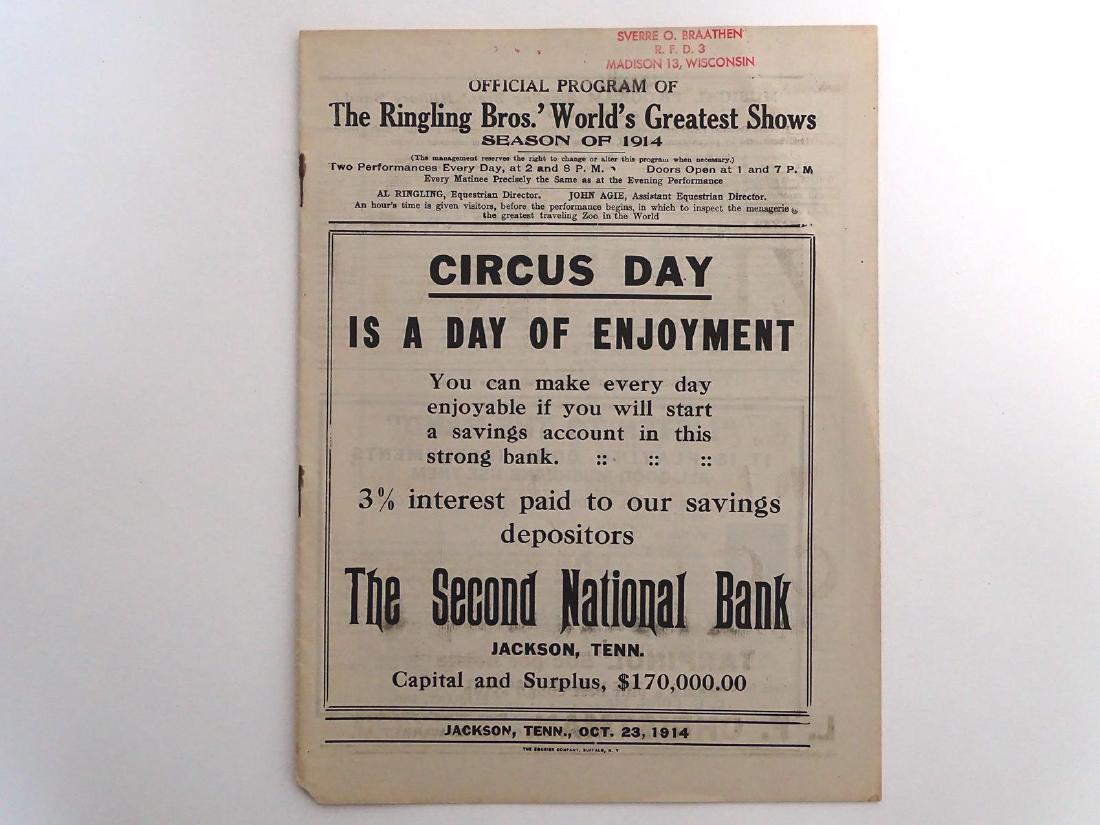 SVERRE O. BRAATHEN
R. F. D. 3
MADISON 13, WISCONSIN
OFFICIAL PROGRAM OF
The Ringling Bros.' World's Greatest Shows
SEASON OF 1914
(The management reserves the right to change or alter this program when necessary.)
Two Performances Every Day, at 2 and 8 P. M. Doors Open at 1 and 7 P. M
Every Matinee Precisely the Same as at the Evening Performance
AL RINGLING, Equestrian Director. JOHN AGIE, Assistant Equestrian Director.
An hour's time is given visitors, before the performance begins, in which to inspect the menagerie
the greatest traveling Zoo in the World
CIRCUS DAY
IS A DAY OF ENJOYMENT
You can make every day
enjoyable if you will start
a savings account in this
strong bank. :: :: ::
3% interest paid to our savings
depositors
The Second National Bank
JACKSON, TENN.
Capital and Surplus, $170,000.00
JACKSON, TENN., OCT. 23, 1914
THE COURIER COMPANY, BUFFALO, N. Y